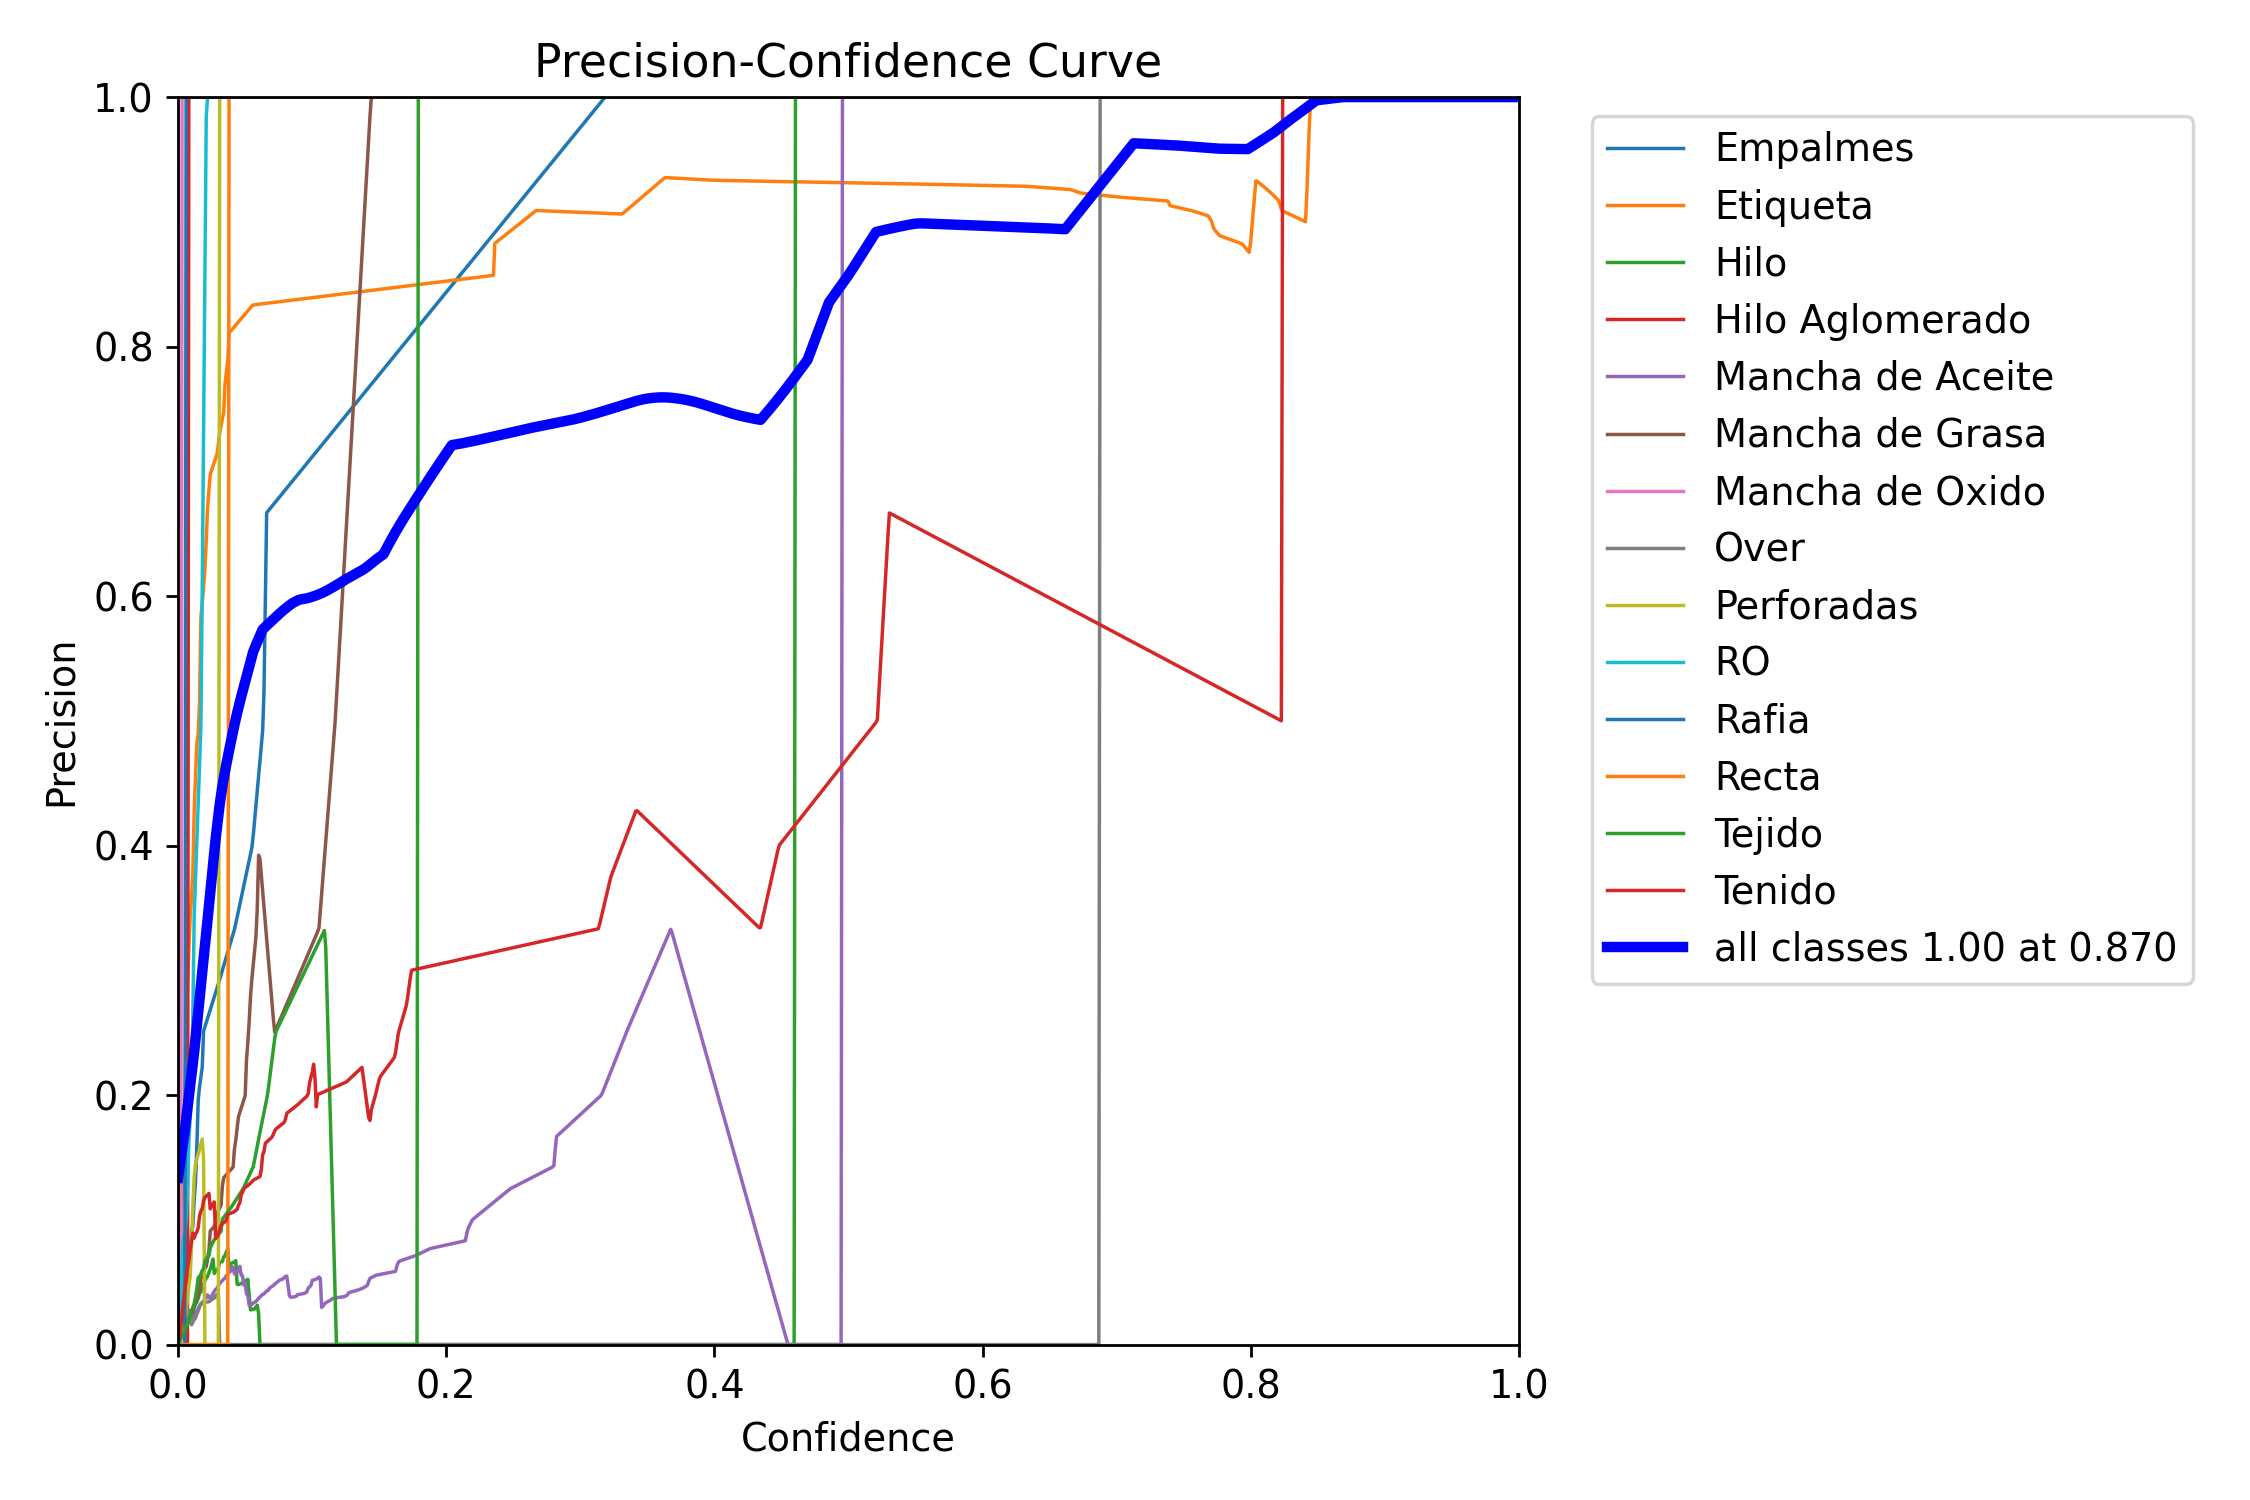 Precision-Confidence Curve
1.0
0.8
0.6
0.4
0.2
0.0
Precision
0.0
0.2
0.4
0.6
0.8
1.0
Confidence
Empalmes
Etiqueta
Hilo
Hilo Aglomerado
Mancha de Aceite
Mancha de Grasa
Mancha de Oxido
Over
Perforadas
RO
Rafia
Recta
Tejido
Tenido
all classes 1.00 at 0.870